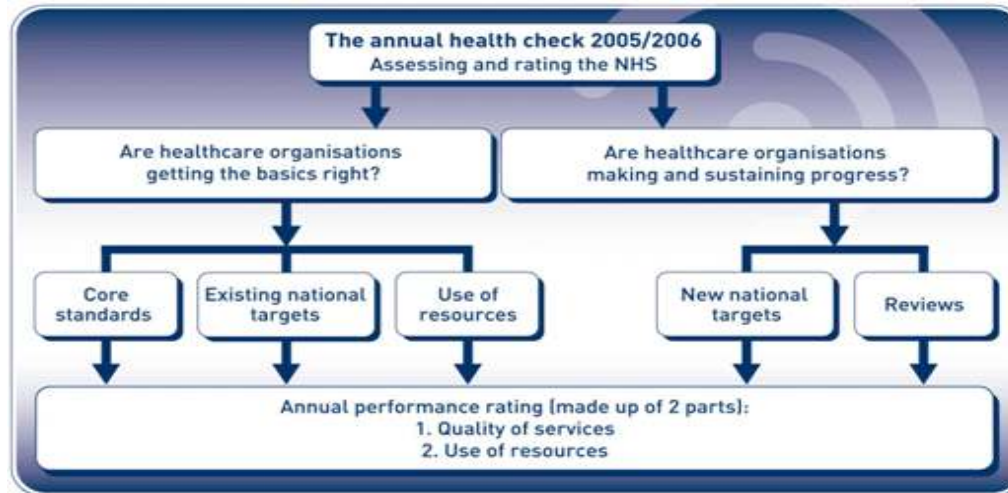 The annual health check 2005/2006
Assessing and rating the NHS
Are healthcare organisations
getting the basics right?
Are healthcare organisations
making and sustaining progress?
Core
standards
Existing national
targets
Use of
resources
New national
targets
Reviews
Annual performance rating (made up of 2 parts):
1. Quality of services
2. Use of resources